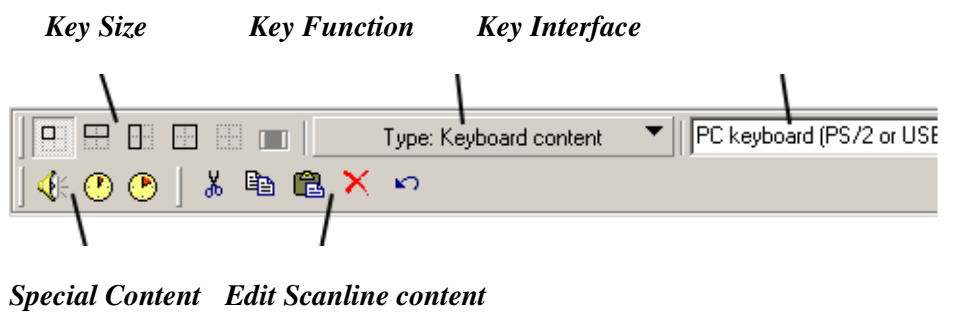 Key Size Key Function Key Interface
Type: Keyboard content PC keyboard (PS/2 or USE
Special Content Edit Scanline content